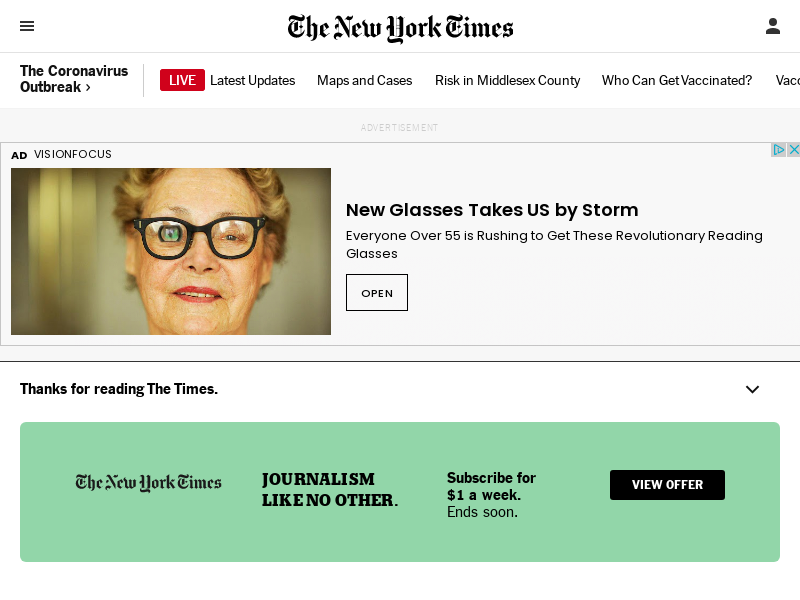 The New York Times
The Coronavirus
Outbreak ›
LIVE Latest Updates Maps and Cases Risk in Middlesex County Who Can Get Vaccinated? Vacc
ADVERTISEMENT
AD VISIONFOCUS
New Glasses Takes US by Storm
Everyone Over 55 is Rushing to Get These Revolutionary Reading
Glasses
OPEN
Thanks for reading The Times.
The New York Times
JOURNALISM
LIKE NO OTHER.
Subscribe for
$1 a week.
Ends soon.
VIEW OFFER